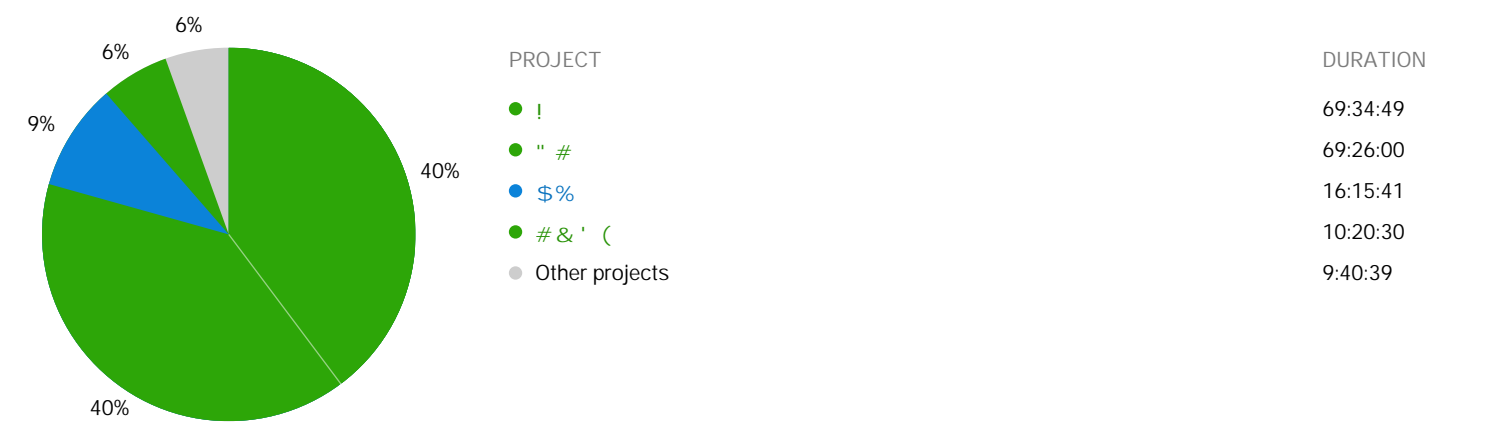 6%
6%
9%
40%
40%
PROJECT DURATION
! 69:34:49
" # 69:26:00
$% 16:15:41
#&' ( 10:20:30
Other projects 9:40:39